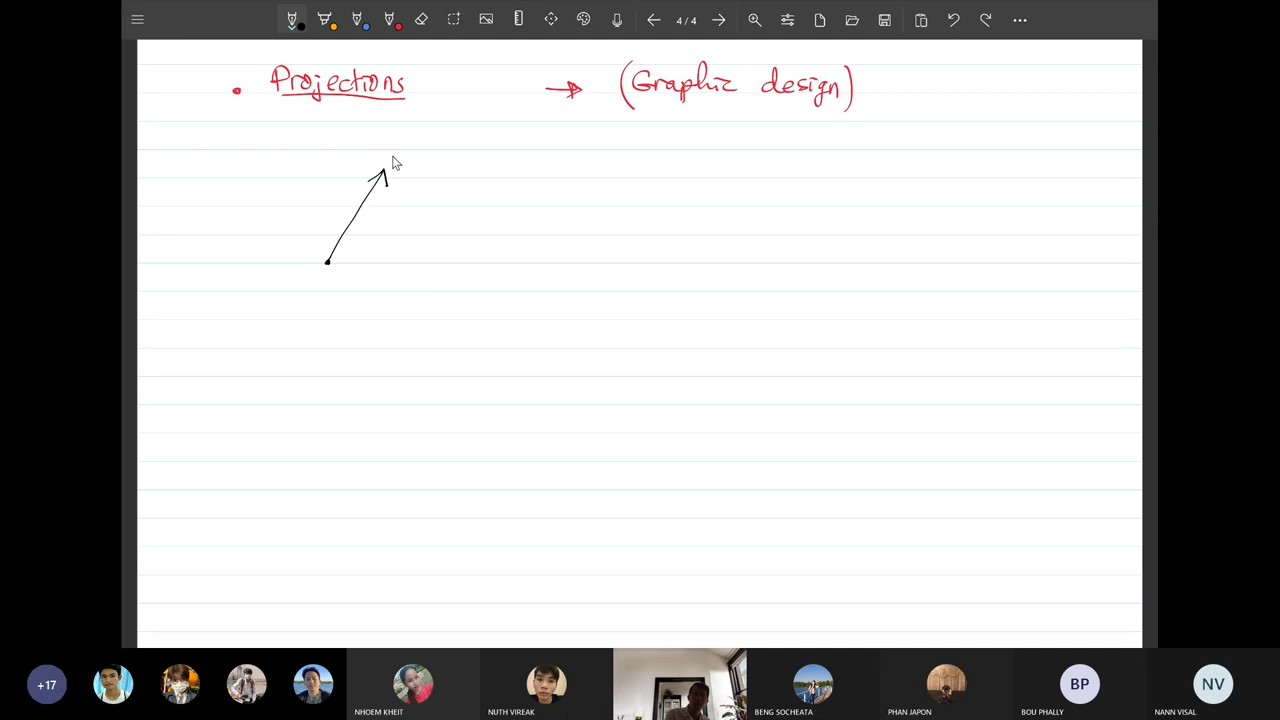 4/4
• Projections → (Graphic design)
+17
NHOEM KHEIT
NUTH VIREAK
BENG SOCHEATA
PHAN JAPON
BP
BOU PHALLY
NV
NANN VISAL